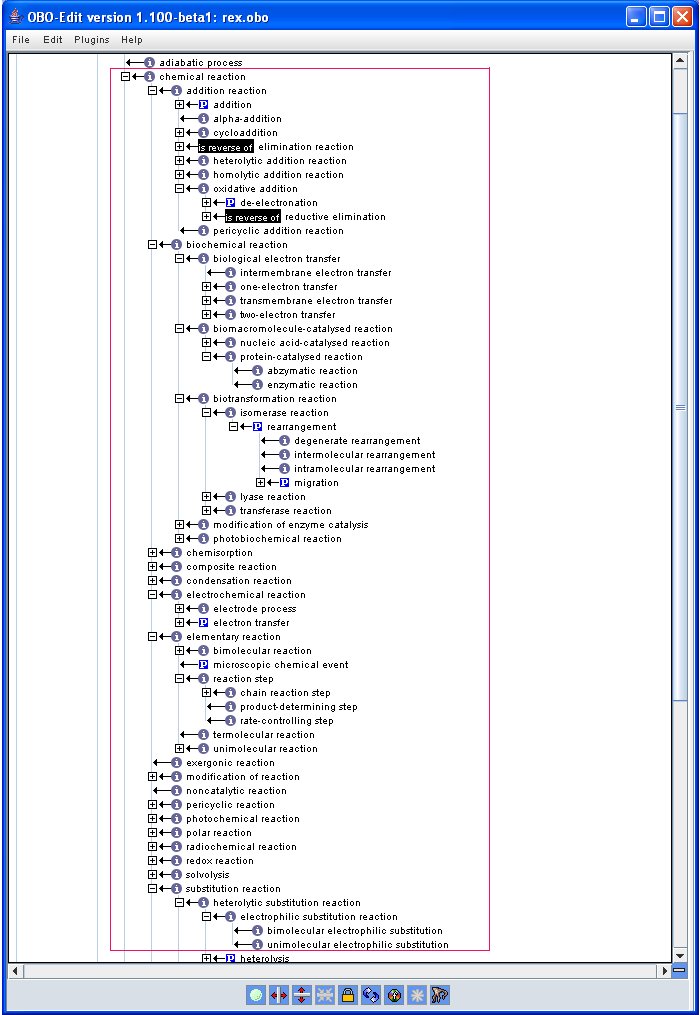 OBO-Edit version 1.100-beta1: rex.obo
File Edit Plugins Help
adiabatic process
chemical reaction
addition reaction
P addition
alpha-addition
cycloaddition
is reverse of elimination reaction
heterolytic addition reaction
homolytic addition reaction
oxidative addition
P de-electronation
is reverse of reductive elimination
pericyclic addition reaction
biochemical reaction
biological electron transfer
intermembrane electron transfer
one-electron transfer
transmembrane electron transfer
two-electron transfer
biomacromolecule-catalysed reaction
nucleic acid-catalysed reaction
protein-catalysed reaction
abzymatic reaction
enzymatic reaction
biotransformation reaction
isomerase reaction
P rearrangement
degenerate rearrangement
intermolecular rearrangement
intramolecular rearrangement
P migration
lyase reaction
transferase reaction
modification of enzyme catalysis
photobiochemical reaction
chemisorption
composite reaction
condensation reaction
electrochemical reaction
electrode process
P electron transfer
elementary reaction
bimolecular reaction
P microscopic chemical event
reaction step
chain reaction step
product-determining step
rate-controlling step
termolecular reaction
unimolecular reaction
exergonic reaction
modification of reaction
noncatalytic reaction
pericyclic reaction
photochemical reaction
polar reaction
radiochemical reaction
redox reaction
solvolysis
substitution reaction
heterolytic substitution reaction
electrophilic substitution reaction
bimolecular electrophilic substitution
unimolecular electrophilic substitution
P heterolysis